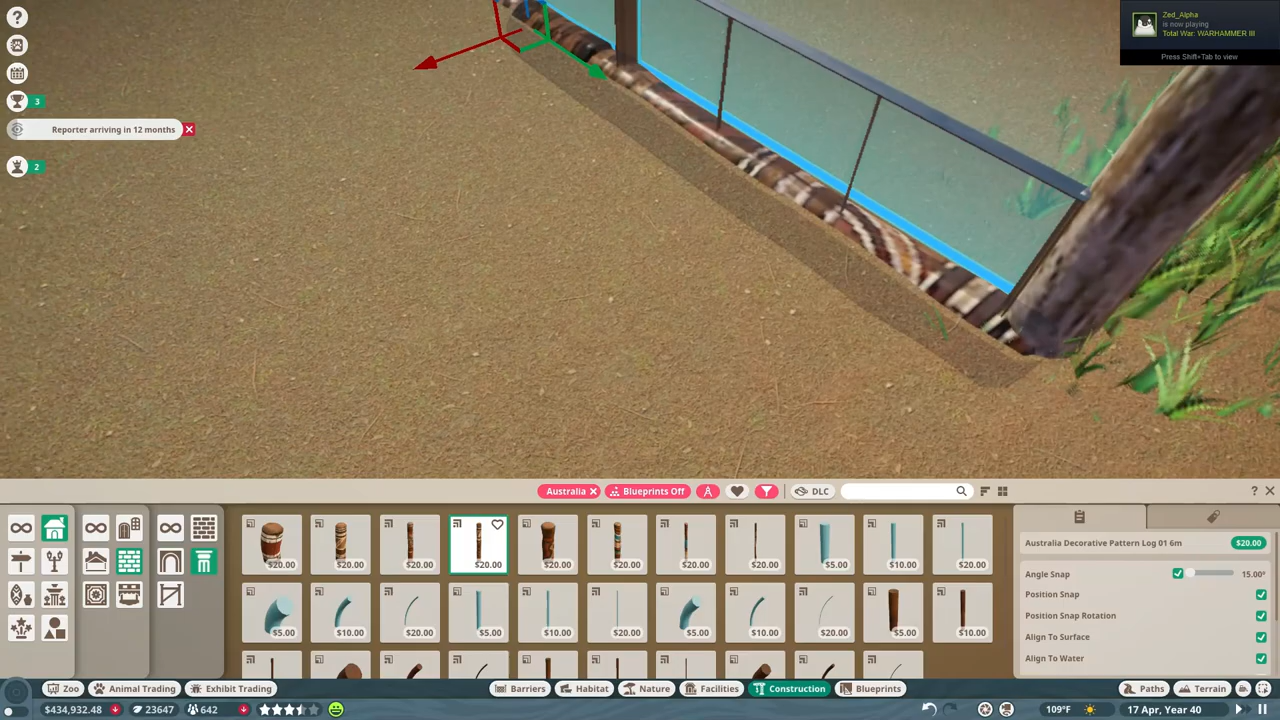 ?
Zed_Alpha
is now playing
Total War: WARHAMMER III
Press Shift+Tab to view
3
Reporter arriving in 12 months
2
Australia
Blueprints Off
DLC
?
$20.00 $20.00 $20.00 $20.00 $20.00 $20.00 $20.00 $20.00 $5.00 $10.00 $20.00
$5.00 $10.00 $20.00 $5.00 $10.00 $20.00 $5.00 $10.00 $20.00 $5.00 $10.00
Australia Decorative Pattern Log 01 6m $20.00
Angle Snap 15.00°
Position Snap
Position Snap Rotation
Align To Surface
Align To Water
Zoo Animal Trading Exhibit Trading Barriers Habitat Nature Facilities Construction Blueprints Paths Terrain
$434,932.48 23647 642 109°F 17 Apr, Year 40